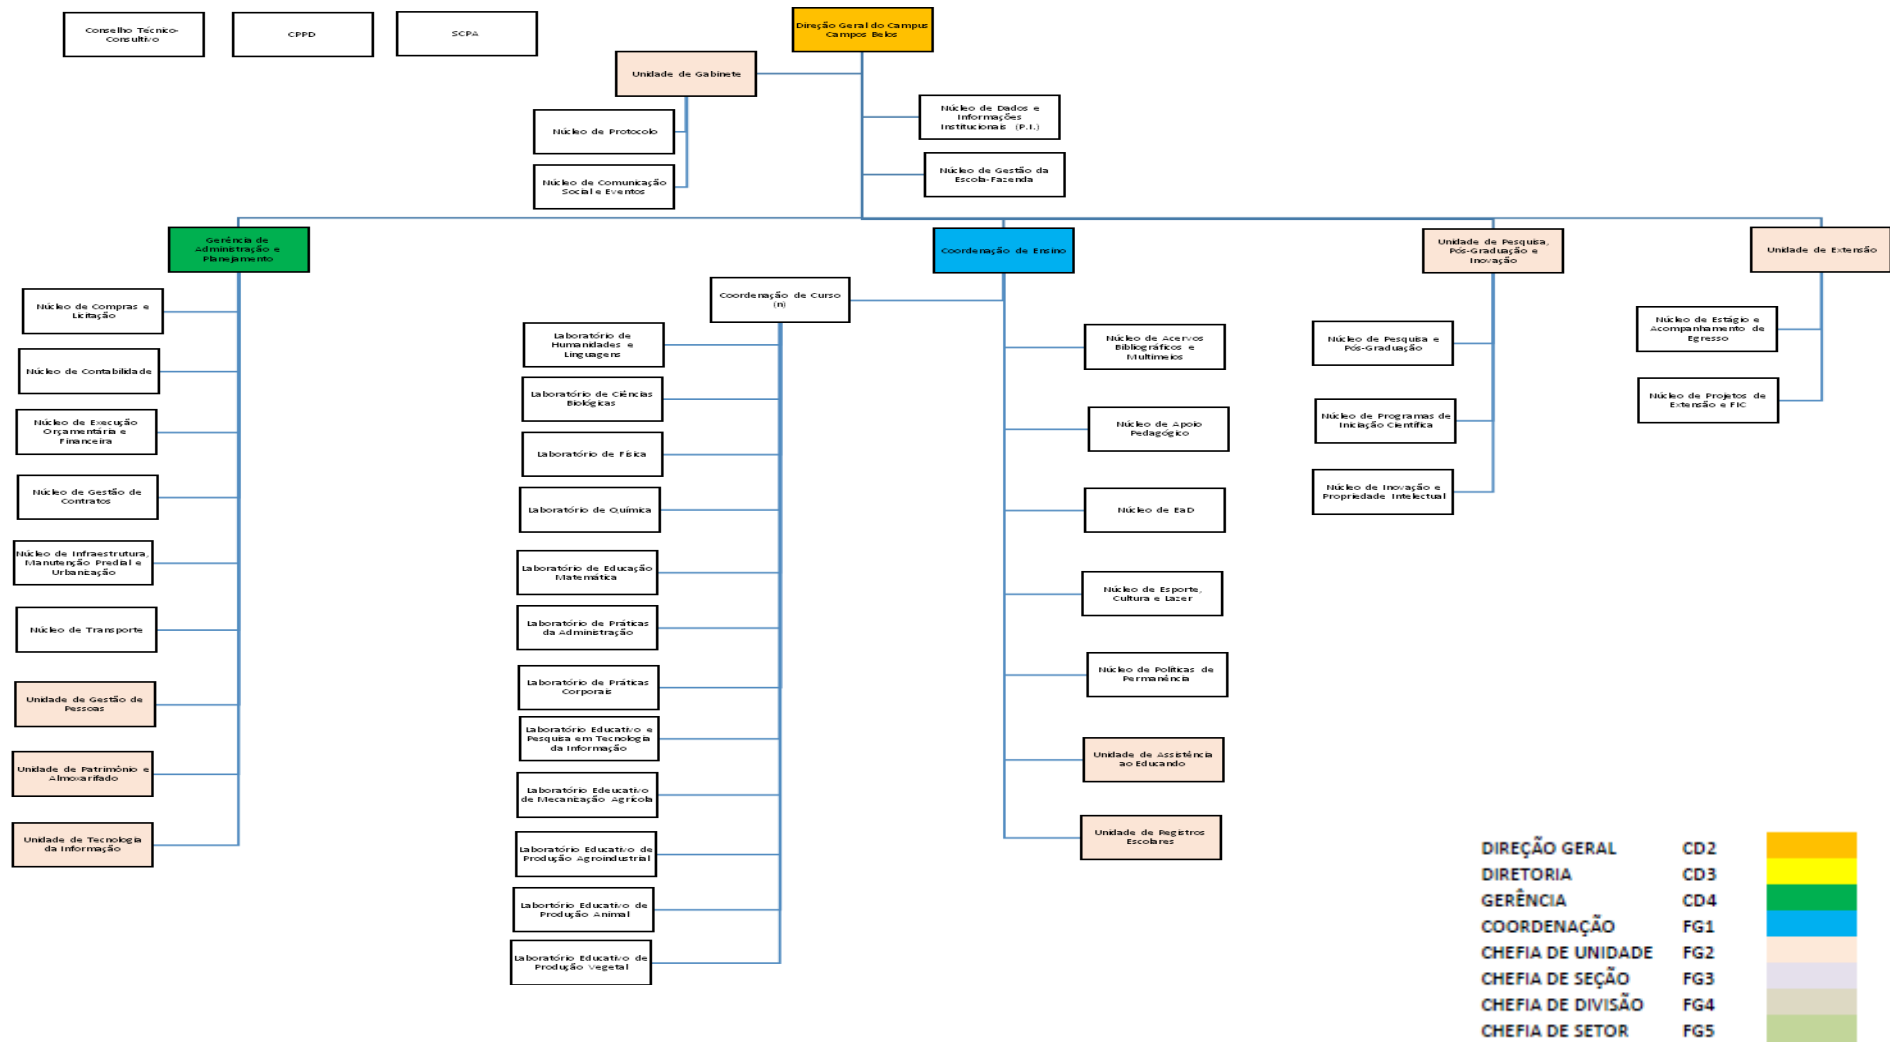 Conselho Técnico-
Consultivo
CPPD
SCPA
Direção Geral do Campus
Campos Belos
Unidade de Gabinete
Núcleo de Protocolo
Núcleo de Comunicação
Social e Eventos
Núcleo de Dados e
Informações
Institucionais (P.I.)
Núcleo de Gestão da
Escola-Fazenda
Gerência de
Administração e
Planejamento
Núcleo de Compras e
Licitação
Núcleo de Contabilidade
Núcleo de Execução
Orçamentária e
Financeira
Núcleo de Gestão de
Contratos
Núcleo de Infraestrutura,
Manutenção Predial e
Urbanização
Núcleo de Transporte
Unidade de Gestão de
Pessoas
Unidade de Patrimônio e
Almoxarifado
Unidade de Tecnologia
da Informação
Coordenação de Ensino
Coordenação de Curso
(n)
Laboratório de
Humanidades e
Linguagens
Laboratório de Ciências
Biológicas
Laboratório de Física
Laboratório de Química
Laboratório de Educação
Matemática
Laboratório de Práticas
da Administração
Laboratório de Práticas
Corporais
Laboratório Educativo e
Pesquisa em Tecnologia
da Informação
Laboratório Edeucativo
de Mecanização Agrícola
Laboratório Educativo de
Produção Agroindustrial
Labortório Educativo de
Produção Animal
Laboratório Educativo de
Produção Vegetal
Núcleo de Acervos
Bibliográficos e
Multimeios
Núcleo de Apoio
Pedagógico
Núcleo de EaD
Núcleo de Esporte,
Cultura e Lazer
Núcleo de Políticas de
Permanência
Unidade de Assistência
ao Educando
Unidade de Registros
Escolares
Unidade de Pesquisa,
Pós-Graduação e
Inovação
Núcleo de Pesquisa e
Pós-Graduação
Núcleo de Programas de
Iniciação Científica
Núcleo de Inovação e
Propriedade Intelectual
Unidade de Extensão
Núcleo de Estágio e
Acompanhamento de
Egresso
Núcleo de Projetos de
Extensão e FIC
DIREÇÃO GERAL CD2
DIRETORIA CD3
GERÊNCIA CD4
COORDENAÇÃO FG1
CHEFIA DE UNIDADE FG2
CHEFIA DE SEÇÃO FG3
CHEFIA DE DIVISÃO FG4
CHEFIA DE SETOR FG5